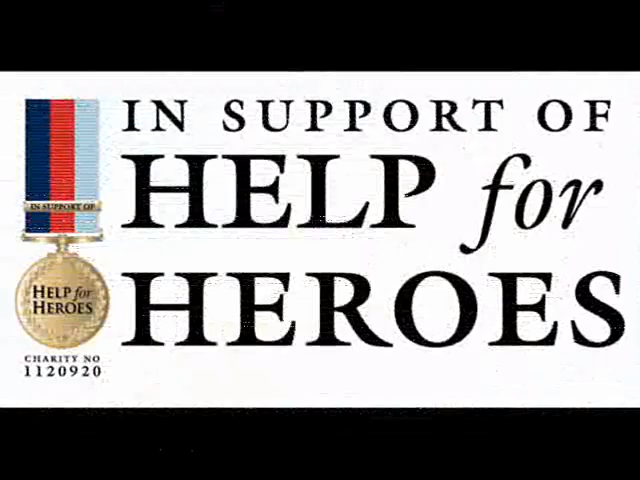 IN SUPPORT OF
HELP for
HEROES
IN SUPPORT OF
HELP for
HEROES
CHARITY NO
1120920